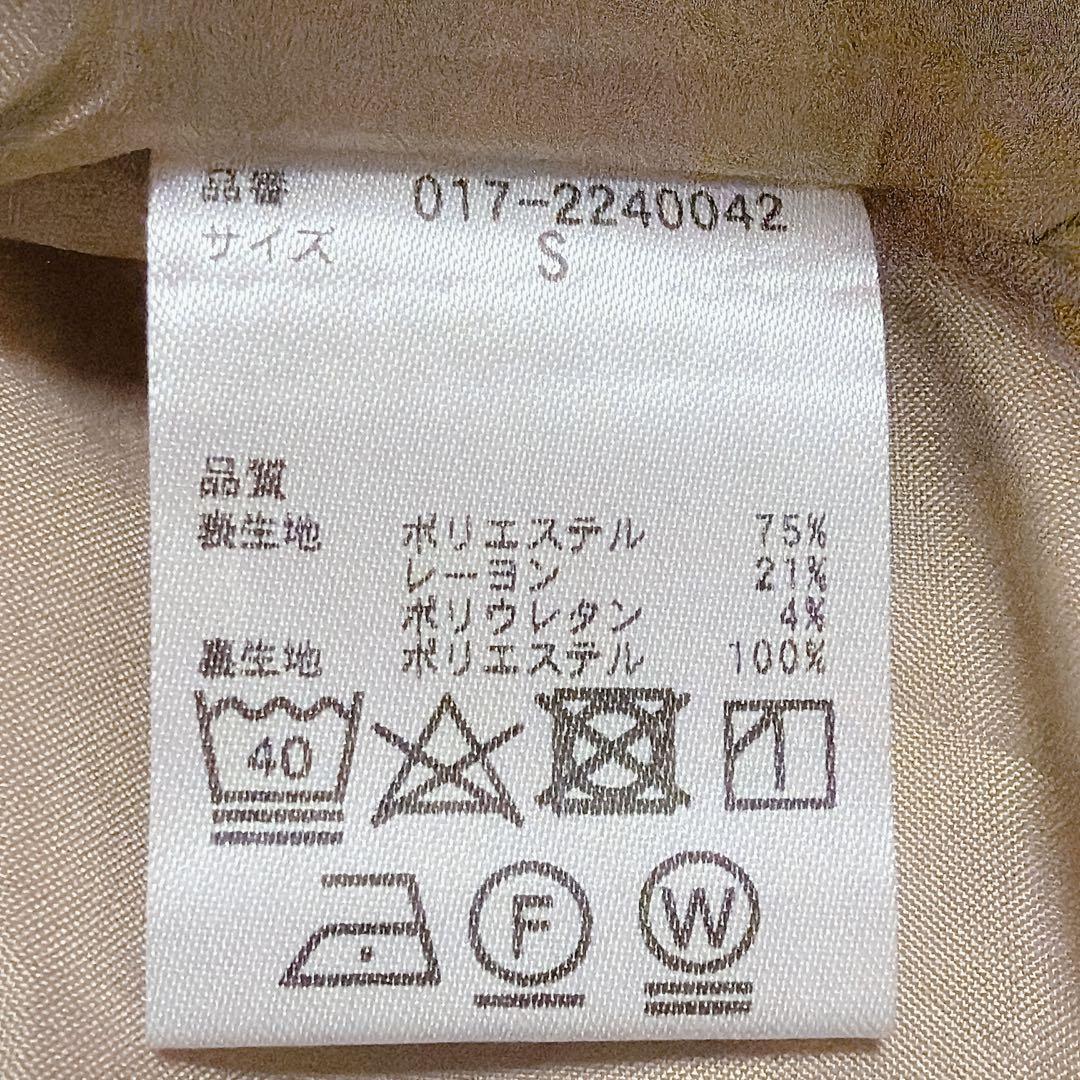 品番 017-2240042
サイズ S
品質
表生地 ポリエステル 75%
レーヨン 21%
ポリウレタン 4%
裏生地 ポリエステル 100%
40
F
W